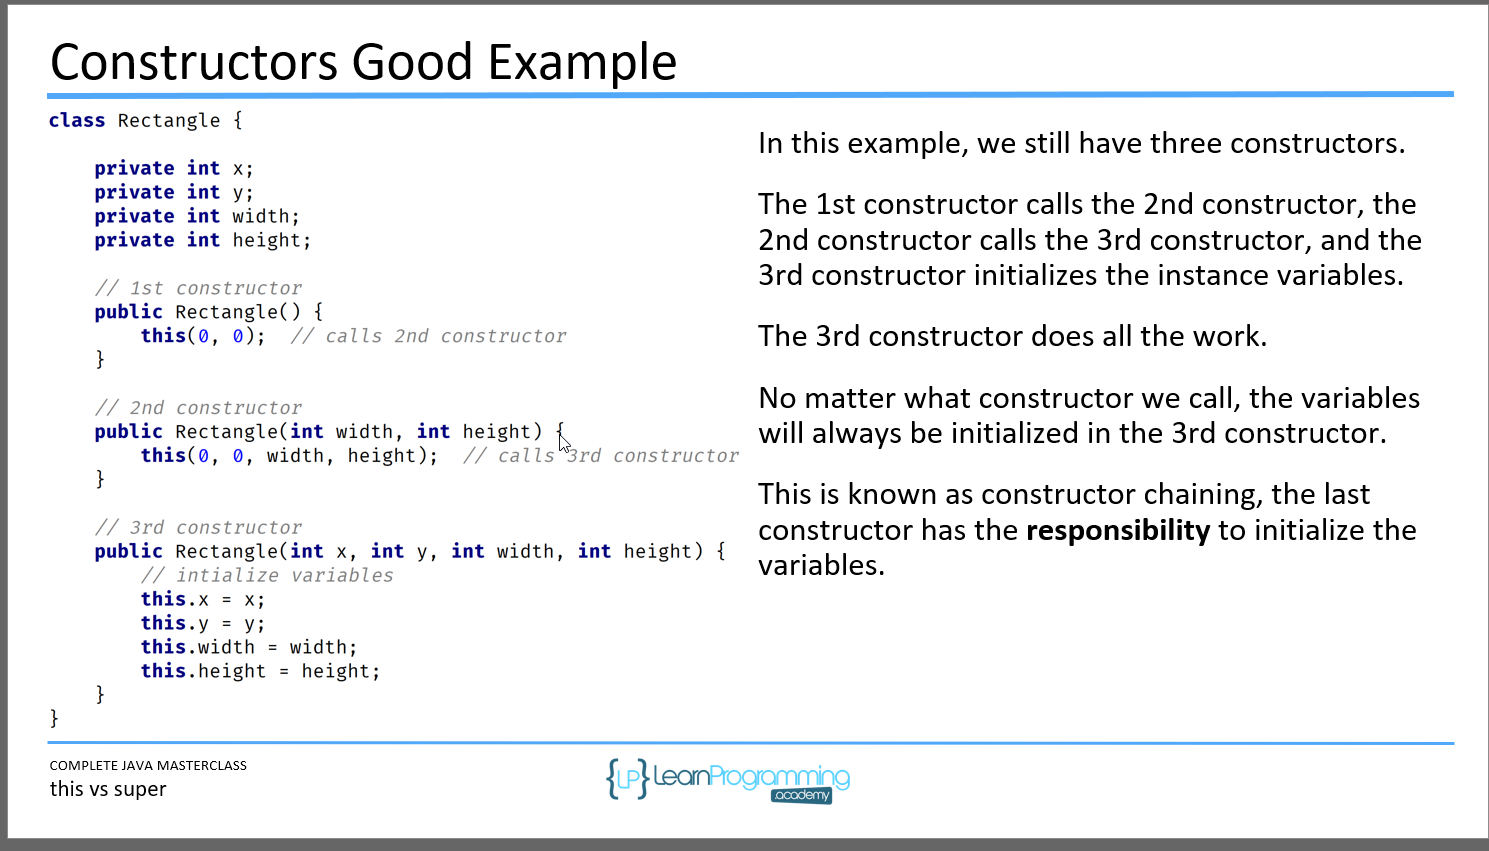 Constructors Good Example
class Rectangle {
private int x;
private int y;
private int width;
private int height;
// 1st constructor
public Rectangle() {
this(0, 0);  // calls 2nd constructor
}
// 2nd constructor
public Rectangle(int width, int height) {
this(0, 0, width, height);  // calls 3rd constructor
}
// 3rd constructor
public Rectangle(int x, int y, int width, int height) {
// intialize variables
this.x = x;
this.y = y;
this.width = width;
this.height = height;
}
}
In this example, we still have three constructors.
The 1st constructor calls the 2nd constructor, the
2nd constructor calls the 3rd constructor, and the
3rd constructor initializes the instance variables.
The 3rd constructor does all the work.
No matter what constructor we call, the variables
will always be initialized in the 3rd constructor.
This is known as constructor chaining, the last
constructor has the responsibility to initialize the
variables.
COMPLETE JAVA MASTERCLASS
this vs super
{LP} LearnProgramming
.academy